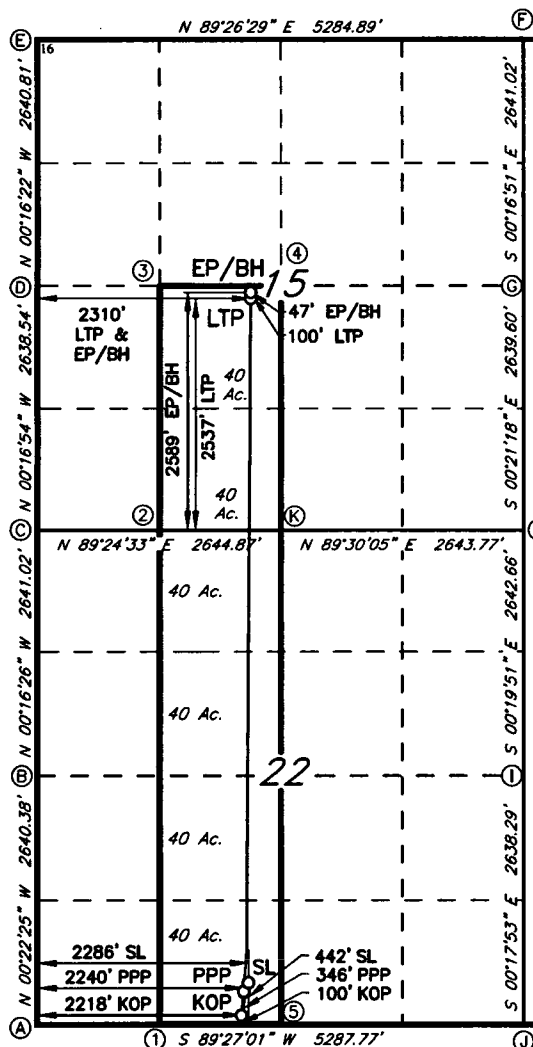 N 89°26'29" E 5284.89'
E
F
16
N 00°16'22" W 2640.81'
S 00°16'51" E 2641.02'
3
4
D
EP/BH
15
G
2310'
LTP &
EP/BH
LTP
47' EP/BH
100' LTP
N 00°16'54" W 2638.54'
2589' EP/BH
2537' LTP
40
Ac.
S 00°21'18" E 2639.60'
40
Ac.
2
K
C
N 89°24'33" E 2644.87'
N 89°30'05" E 2643.77'
N 00°16'26" W 2641.02'
40 Ac.
S 00°19'51" E 2642.66'
40 Ac.
22
B
I
N 00°22'25" W 2640.38'
40 Ac.
S 00°17'53" E 2638.29'
40 Ac.
2286' SL
442' SL
2240' PPP
PPP
SL
346' PPP
2218' KOP
KOP
100' KOP
5
A
1
S 89°27'01" W 5287.77'
J